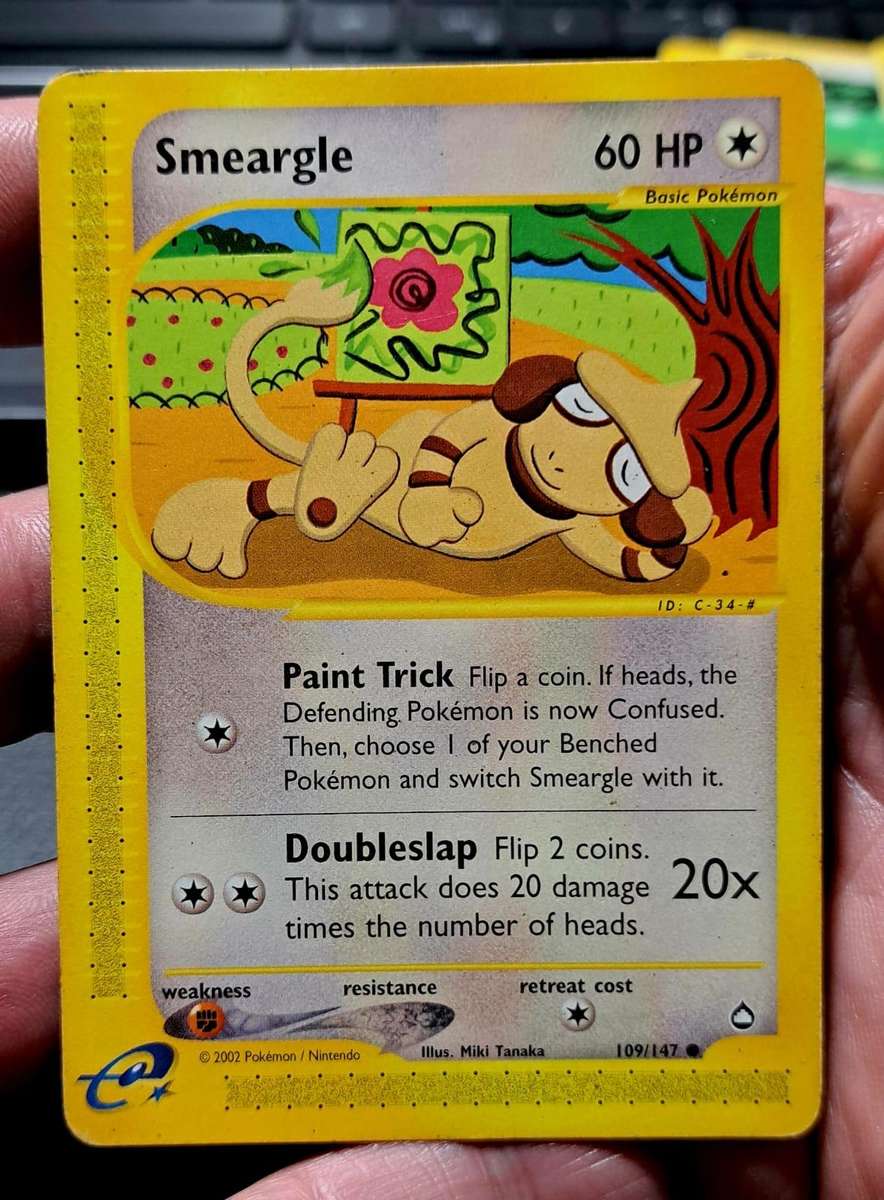 Smeargle 60 HP
Basic Pokémon
ID: C-34-#
Paint Trick Flip a coin. If heads, the
Defending Pokémon is now Confused.
Then, choose 1 of your Benched
Pokémon and switch Smeargle with it.
Doubleslap Flip 2 coins.
This attack does 20 damage 20x
times the number of heads.
weakness resistance retreat cost
© 2002 Pokémon / Nintendo Illus. Miki Tanaka 109/147
e